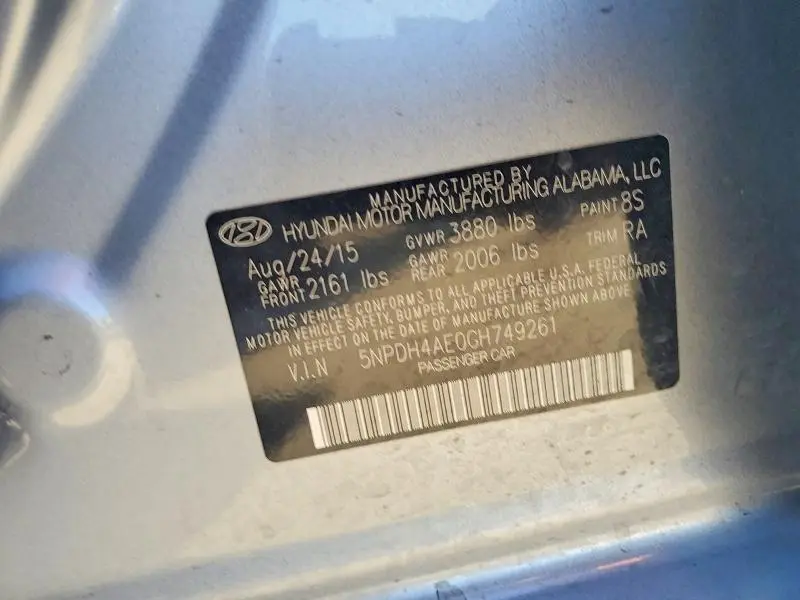 MANUFACTURED BY
HYUNDAI MOTOR MANUFACTURING ALABAMA, LLC
Aug/24/15 GVWR 3880 lbs PAINT 8S
GAWR FRONT 2161 lbs GAWR REAR 2006 lbs TRIM RA
THIS VEHICLE CONFORMS TO ALL APPLICABLE U.S.A. FEDERAL
MOTOR VEHICLE SAFETY, BUMPER, AND THEFT PREVENTION STANDARDS
IN EFFECT ON THE DATE OF MANUFACTURE SHOWN ABOVE
V.I.N 5NPDH4AE0GH749261
PASSENGER CAR